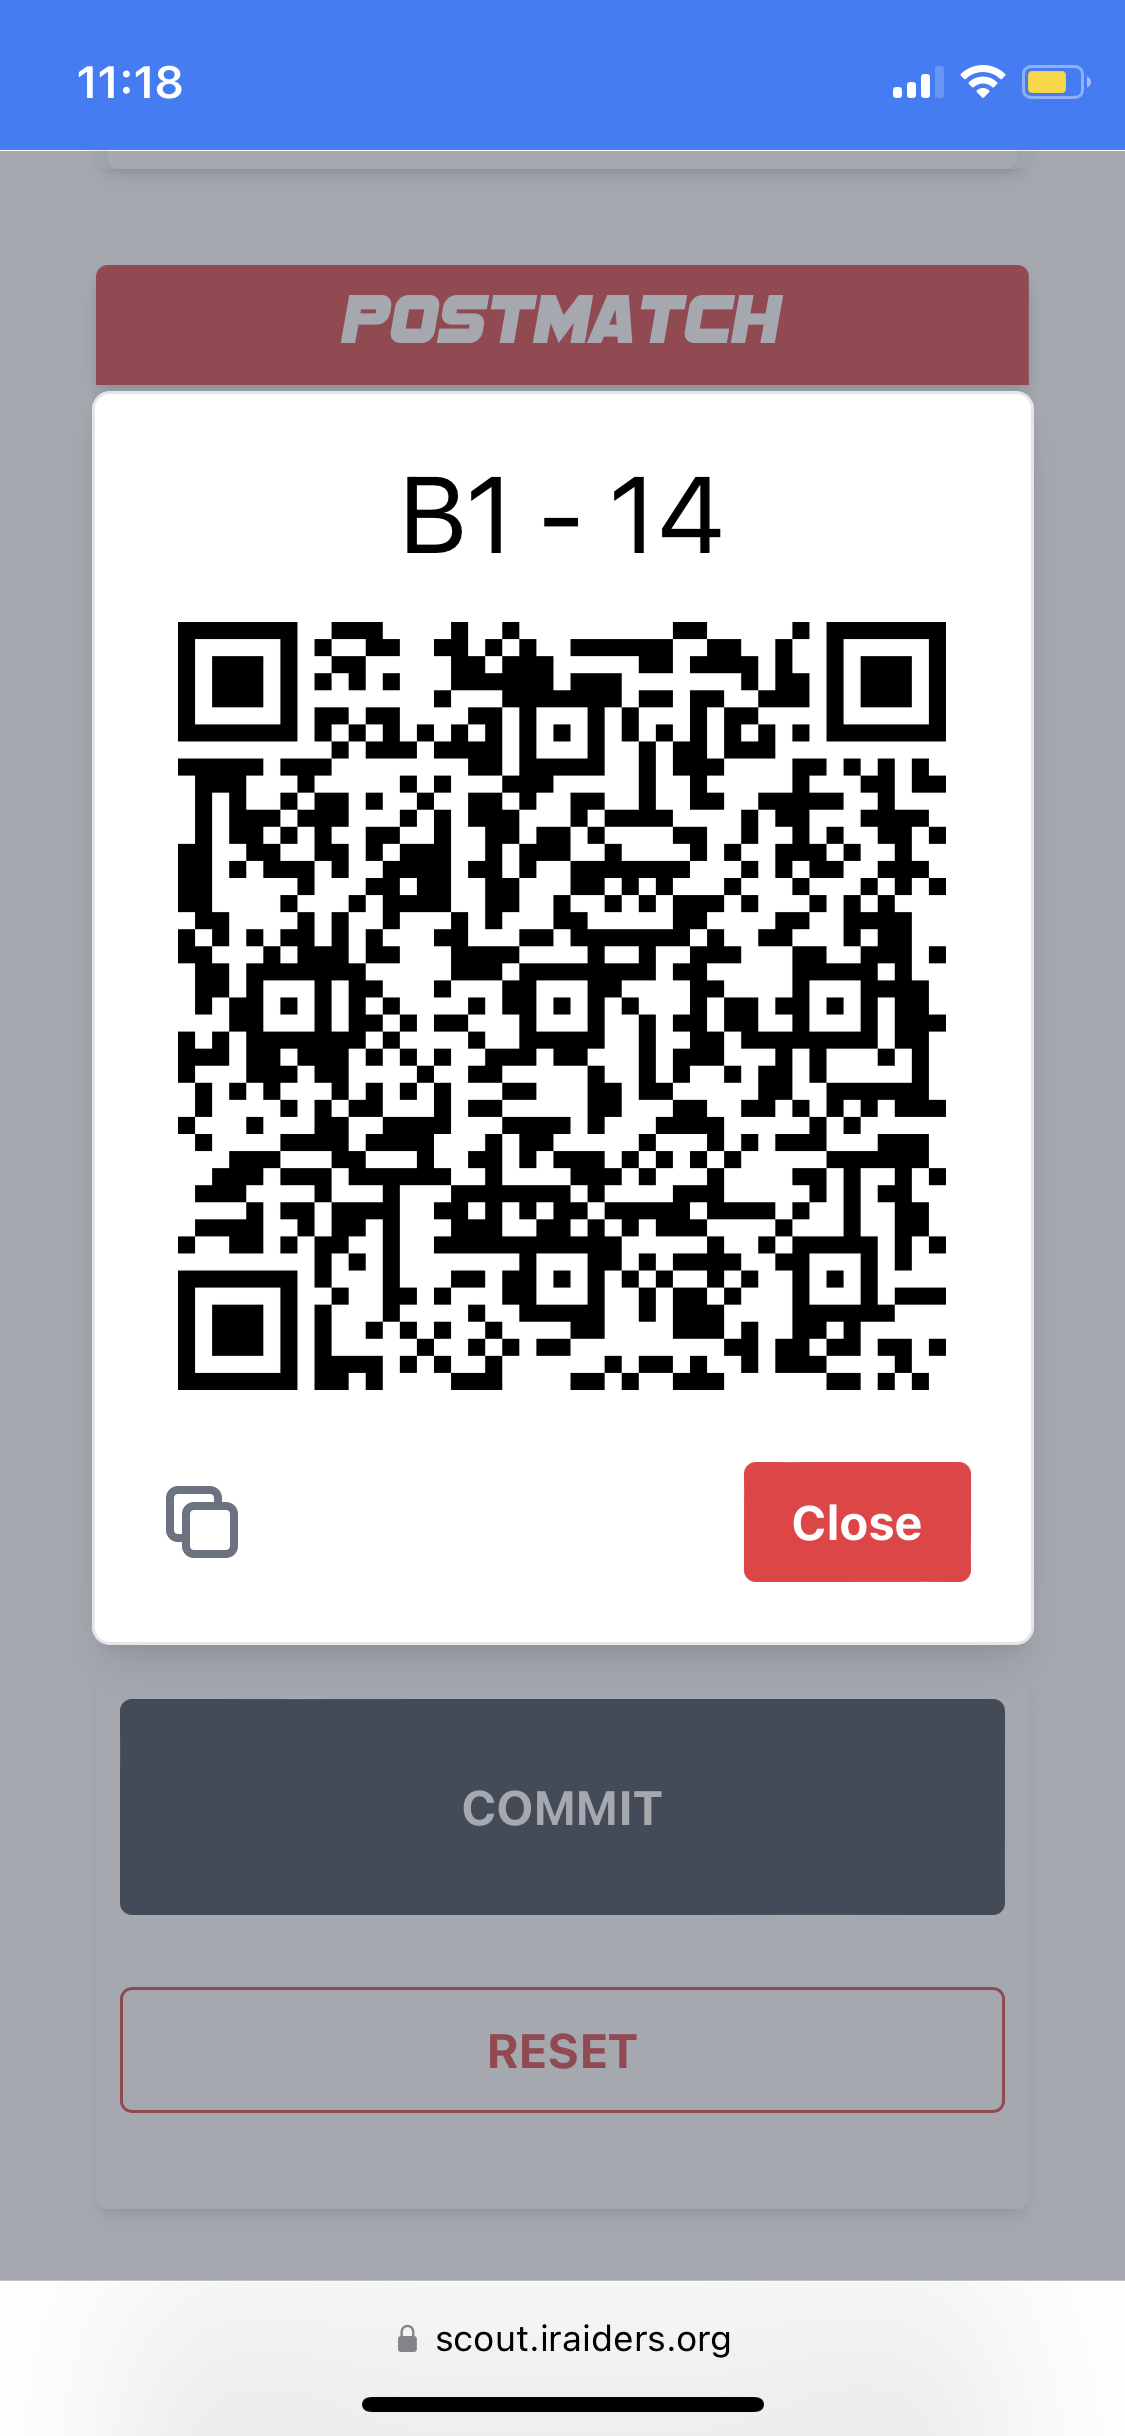 11:18
POSTMATCH
B1 - 14
Close
COMMIT
RESET
scout.iraiders.org